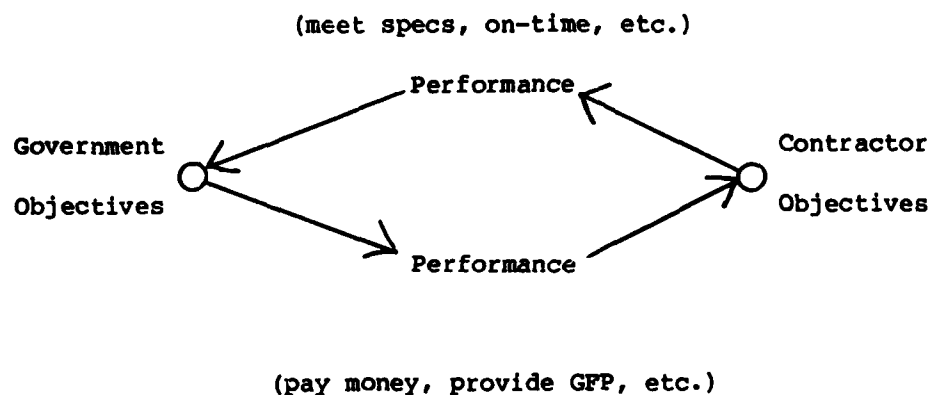 (meet specs, on-time, etc.)
Performance
Government
Objectives
Contractor
Objectives
Performance
(pay money, provide GFP, etc.)